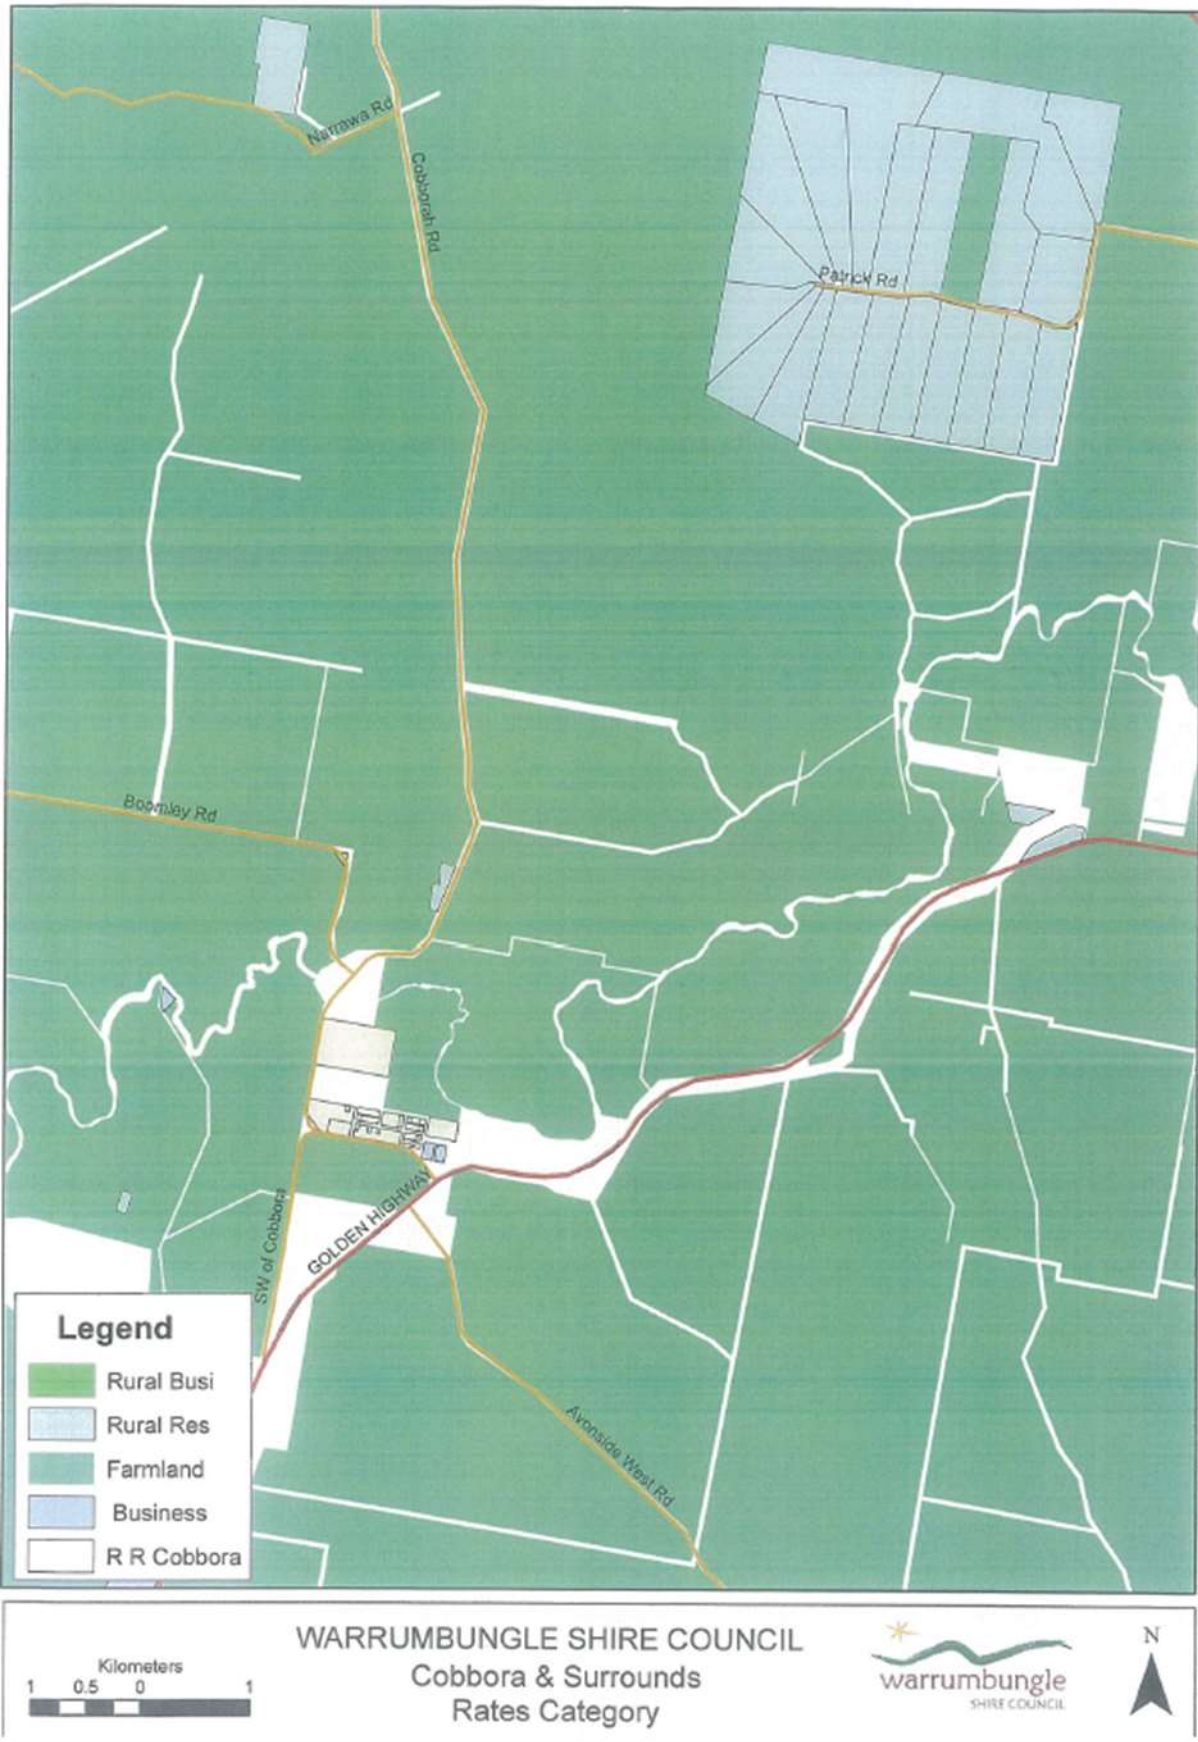 Narrawa Rd
Cobborah Rd
Patrick Rd
Boomley Rd
SW of Cobbora
GOLDEN HIGHWAY
Avonside West Rd
Legend
Rural Busi
Rural Res
Farmland
Business
R R Cobbora
Kilometers
1 0.5 0 1
WARRUMBUNGLE SHIRE COUNCIL
Cobbora & Surrounds
Rates Category
warrumbungle
SHIRE COUNCIL
N